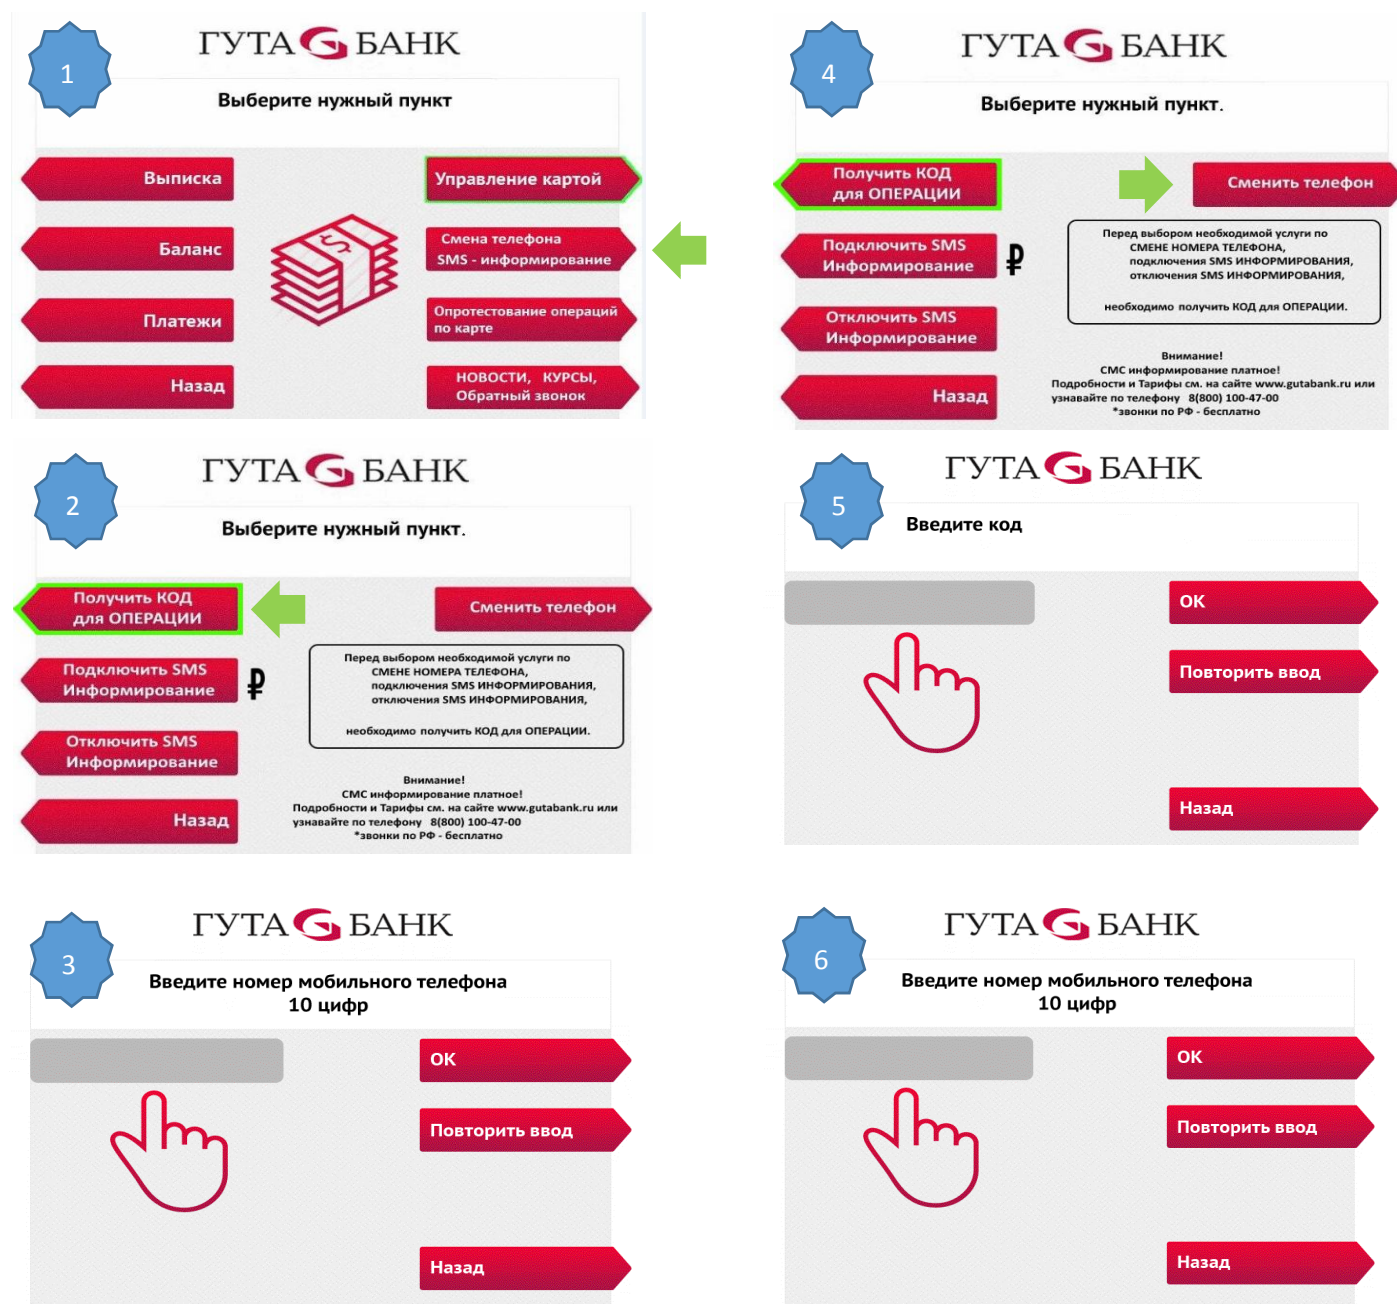 1
ГУТА БАНК
Выберите нужный пункт
Выписка
Баланс
Платежи
Назад
Управление картой
Смена телефона
SMS - информирование
Опротестование операций
по карте
НОВОСТИ, КУРСЫ,
Обратный звонок
2
ГУТА БАНК
Выберите нужный пункт.
Получить КОД
для ОПЕРАЦИИ
Подключить SMS
Информирование
₽
Отключить SMS
Информирование
Назад
Сменить телефон
Перед выбором необходимой услуги по
СМЕНЕ НОМЕРА ТЕЛЕФОНА,
подключения SMS ИНФОРМИРОВАНИЯ,
отключения SMS ИНФОРМИРОВАНИЯ,
необходимо получить КОД для ОПЕРАЦИИ.
Внимание!
СМС информирование платное!
Подробности и Тарифы см. на сайте www.gutabank.ru или
узнавайте по телефону 8(800) 100-47-00
*звонки по РФ - бесплатно
3
ГУТА БАНК
Введите номер мобильного телефона
10 цифр
ОК
Повторить ввод
Назад
4
ГУТА БАНК
Выберите нужный пункт.
Получить КОД
для ОПЕРАЦИИ
Подключить SMS
Информирование
₽
Отключить SMS
Информирование
Назад
Сменить телефон
Перед выбором необходимой услуги по
СМЕНЕ НОМЕРА ТЕЛЕФОНА,
подключения SMS ИНФОРМИРОВАНИЯ,
отключения SMS ИНФОРМИРОВАНИЯ,
необходимо получить КОД для ОПЕРАЦИИ.
Внимание!
СМС информирование платное!
Подробности и Тарифы см. на сайте www.gutabank.ru или
узнавайте по телефону 8(800) 100-47-00
*звонки по РФ - бесплатно
5
ГУТА БАНК
Введите код
ОК
Повторить ввод
Назад
6
ГУТА БАНК
Введите номер мобильного телефона
10 цифр
ОК
Повторить ввод
Назад